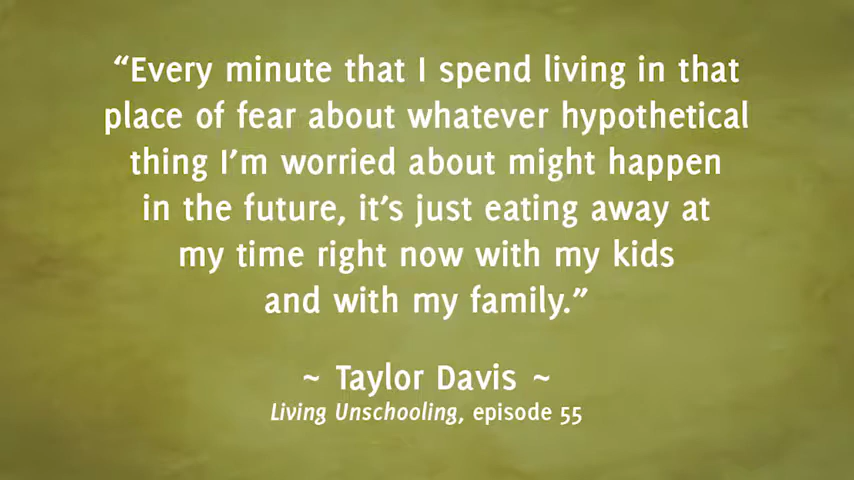 “Every minute that I spend living in that
place of fear about whatever hypothetical
thing I’m worried about might happen
in the future, it’s just eating away at
my time right now with my kids
and with my family.”
~ Taylor Davis ~
Living Unschooling, episode 55